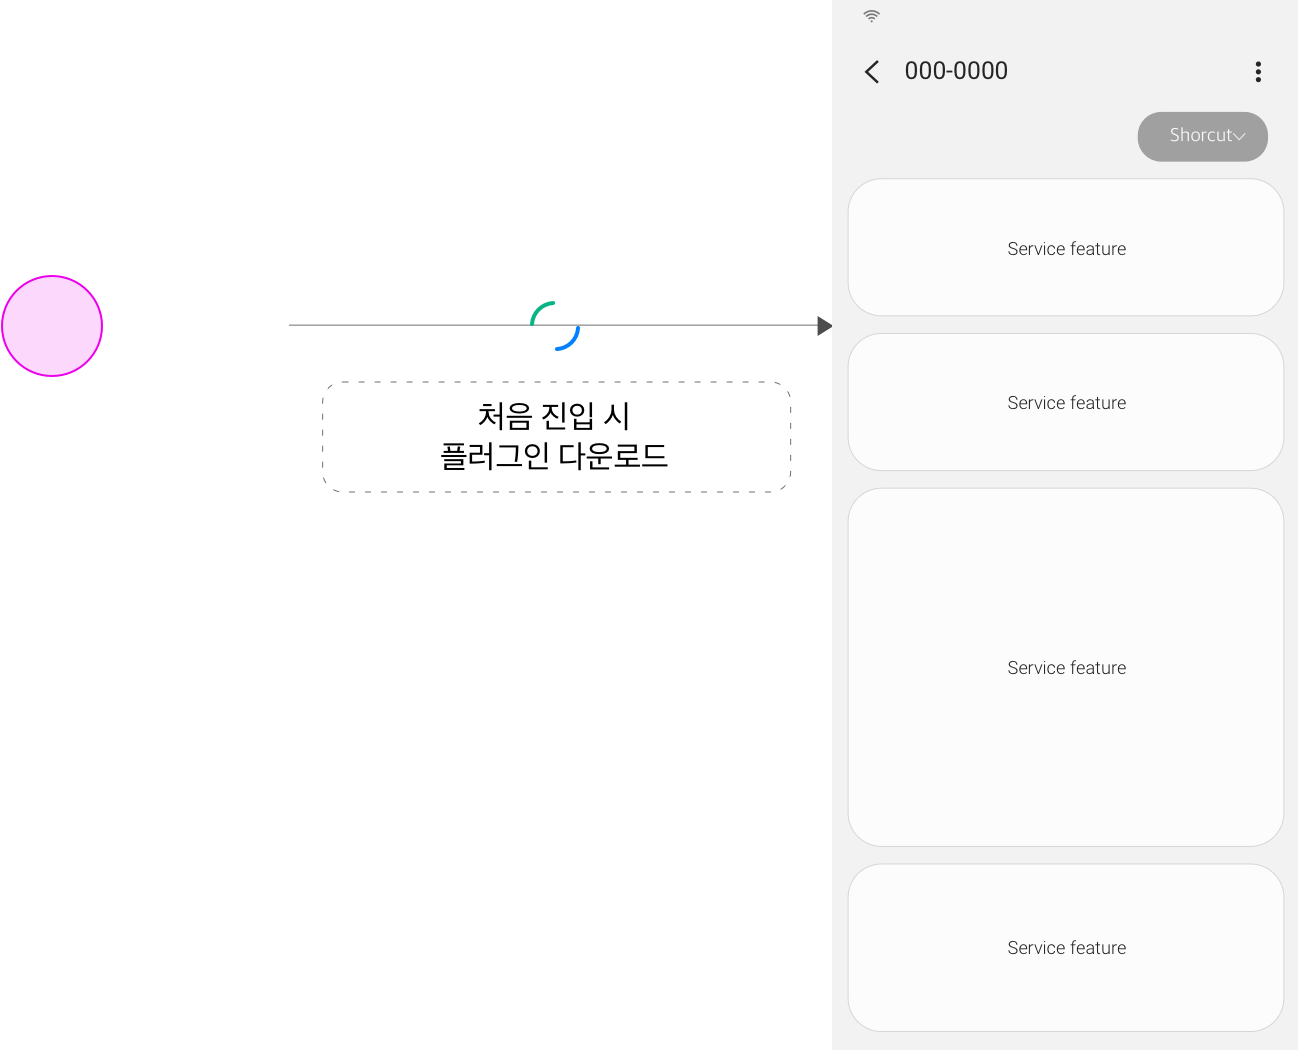 000-0000
Shorcut
처음 진입 시
플러그인 다운로드
Service feature
Service feature
Service feature
Service feature